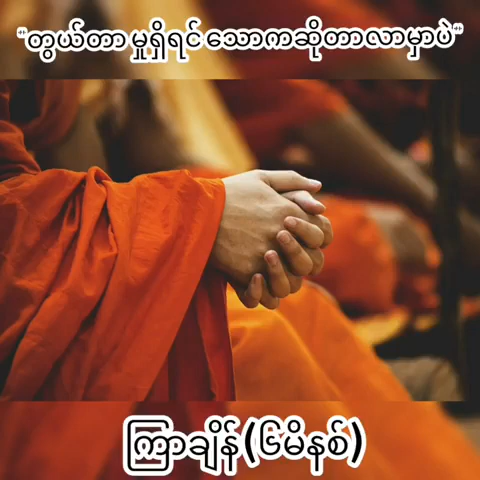 "တွယ်တာ မှုရှိရင် သောကဆိုတာလာမှာပဲ"
ကြာချိန်(၆မိနစ်)